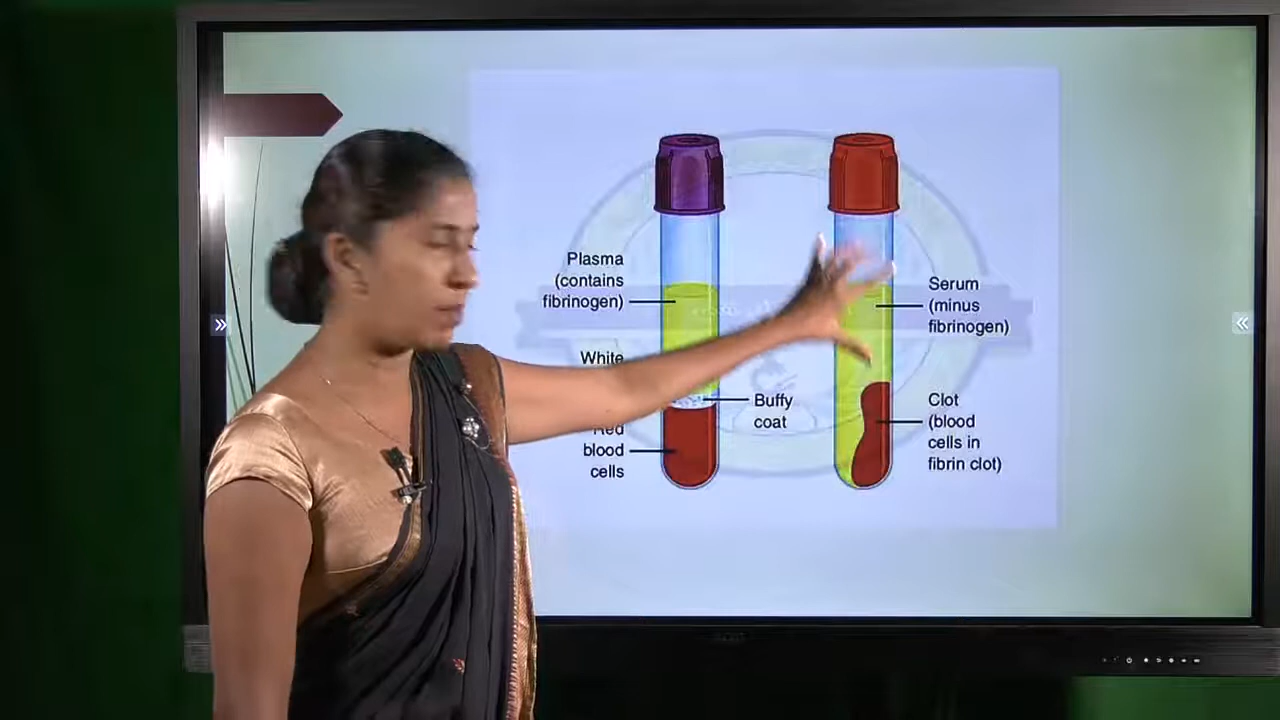 Plasma
(contains
fibrinogen)
White
Red
blood
cells
Buffy
coat
Serum
(minus
fibrinogen)
Clot
(blood
cells in
fibrin clot)